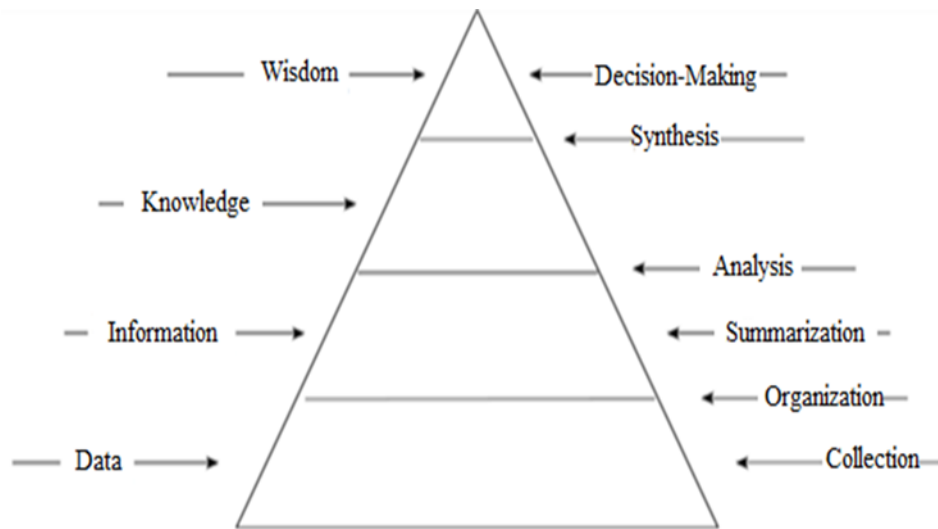 Wisdom
Decision-Making
Synthesis
Knowledge
Analysis
Information
Summarization
Organization
Data
Collection